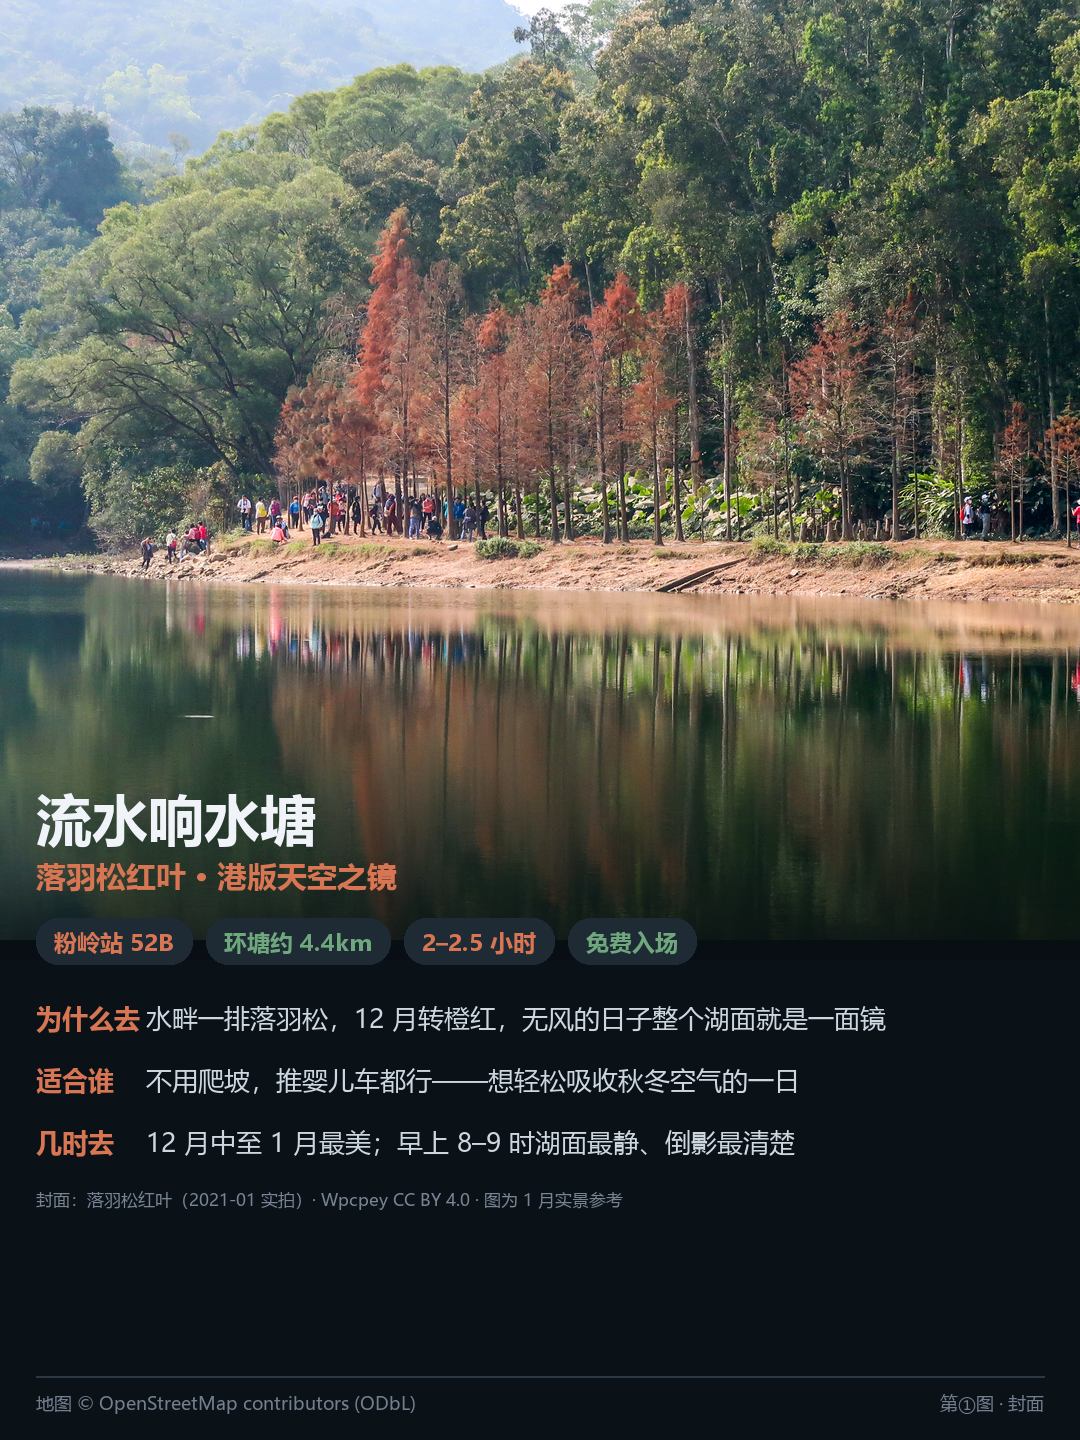 流水响水塘
落羽松红叶·港版天空之镜
粉岭站 52B
环塘约 4.4km
2–2.5 小时
免费入场
为什么去 水畔一排落羽松，12 月转橙红，无风的日子整个湖面就是一面镜
适合谁 不用爬坡，推婴儿车都行——想轻松吸收秋冬空气的一日
几时去 12 月中至 1 月最美；早上 8–9 时湖面最静、倒影最清楚
封面：落羽松红叶（2021-01 实拍）· Wpcpey CC BY 4.0 · 图为 1 月实景参考
地图 © OpenStreetMap contributors (ODbL)
第①图 · 封面